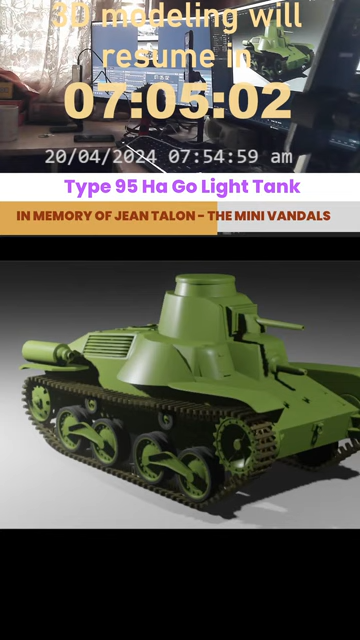 3D modeling will
resume in
07:05:02
20/04/2024 07:54:59 am
Type 95 Ha Go Light Tank
IN MEMORY OF JEAN TALON - THE MINI VANDALS